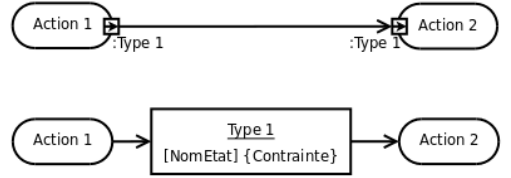 Action 1
Action 2
:Type 1
:Type 1
Action 1
Type 1
[NomEtat] {Contrainte}
Action 2